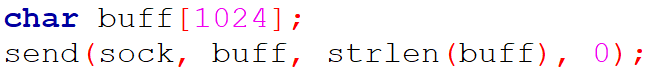 char buff[1024];
send(sock, buff, strlen(buff), 0);